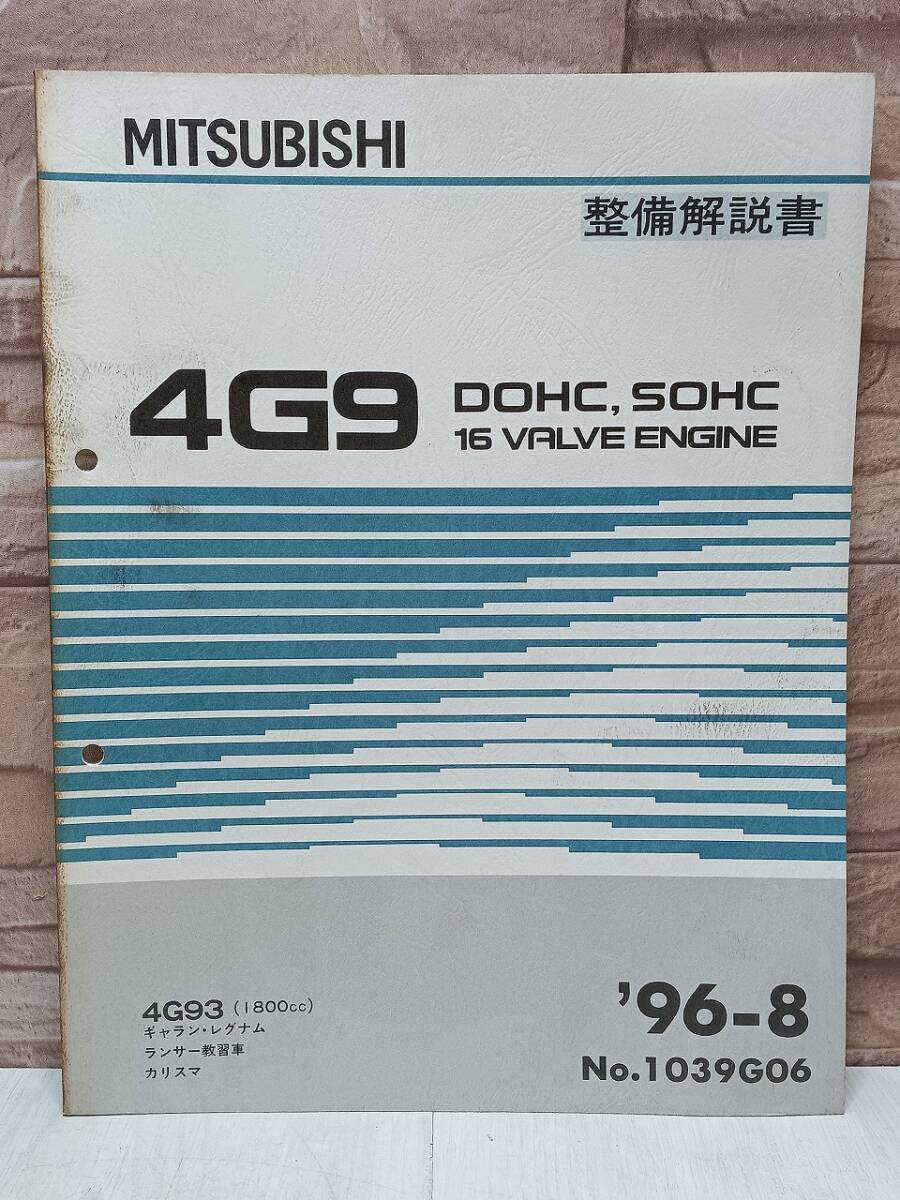 MITSUBISHI
整備解説書
4G9
DOHC, SOHC
16 VALVE ENGINE
4G93 (1800cc)
ギャラン・レグナム
ランサー教習車
カリスマ
'96-8
No.1039G06